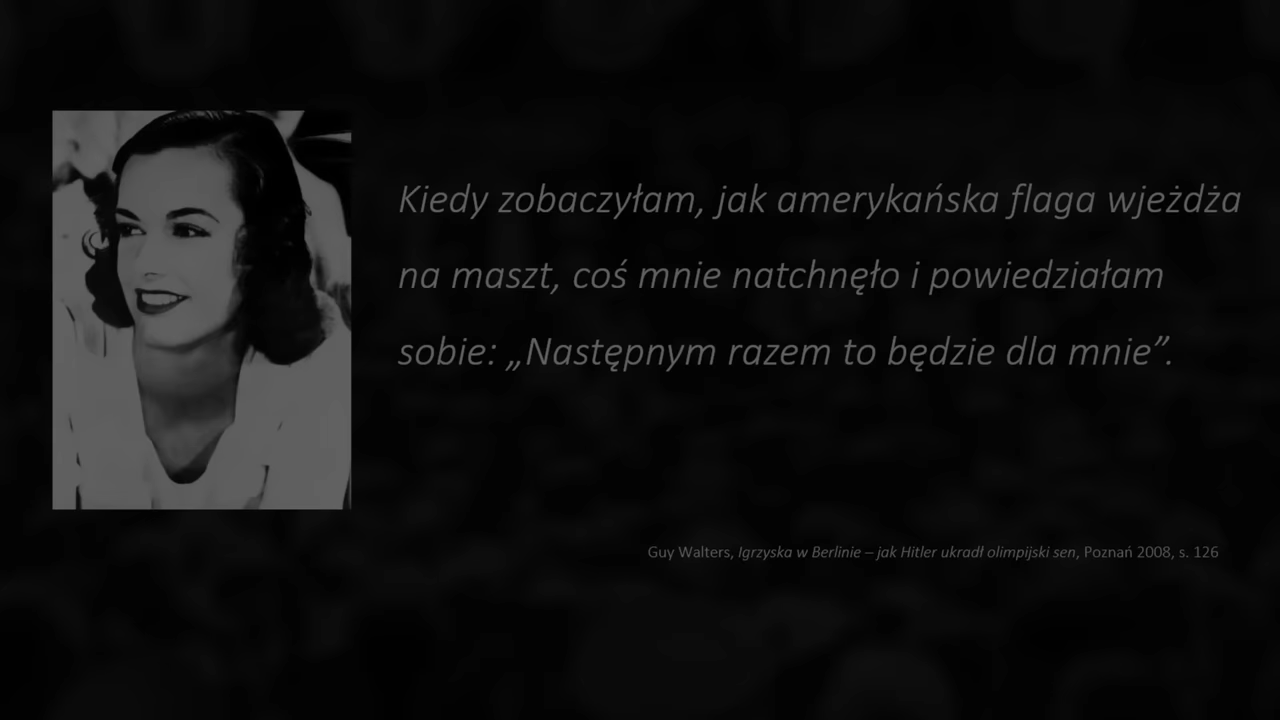 Kiedy zobaczyłam, jak amerykańska flaga wjeżdża
na maszt, coś mnie natchnęło i powiedziałam
sobie: „Następnym razem to będzie dla mnie”.
Guy Walters, Igrzyska w Berlinie – jak Hitler ukradł olimpijski sen, Poznań 2008, s. 126